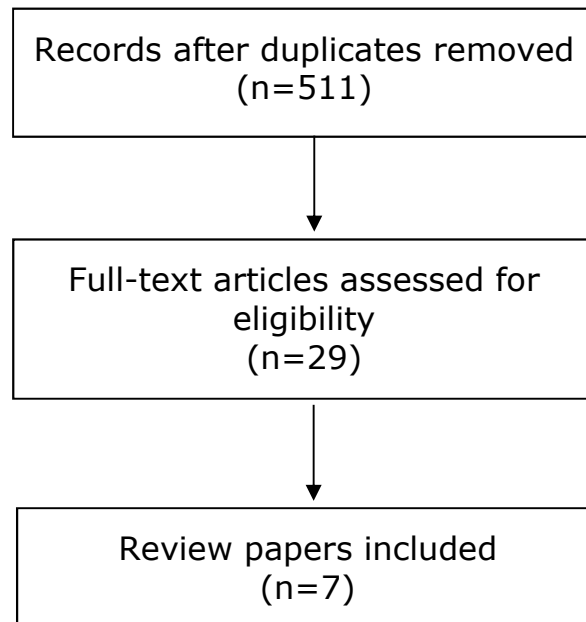 Records after duplicates removed
(n=511)
Full-text articles assessed for
eligibility
(n=29)
Review papers included
(n=7)